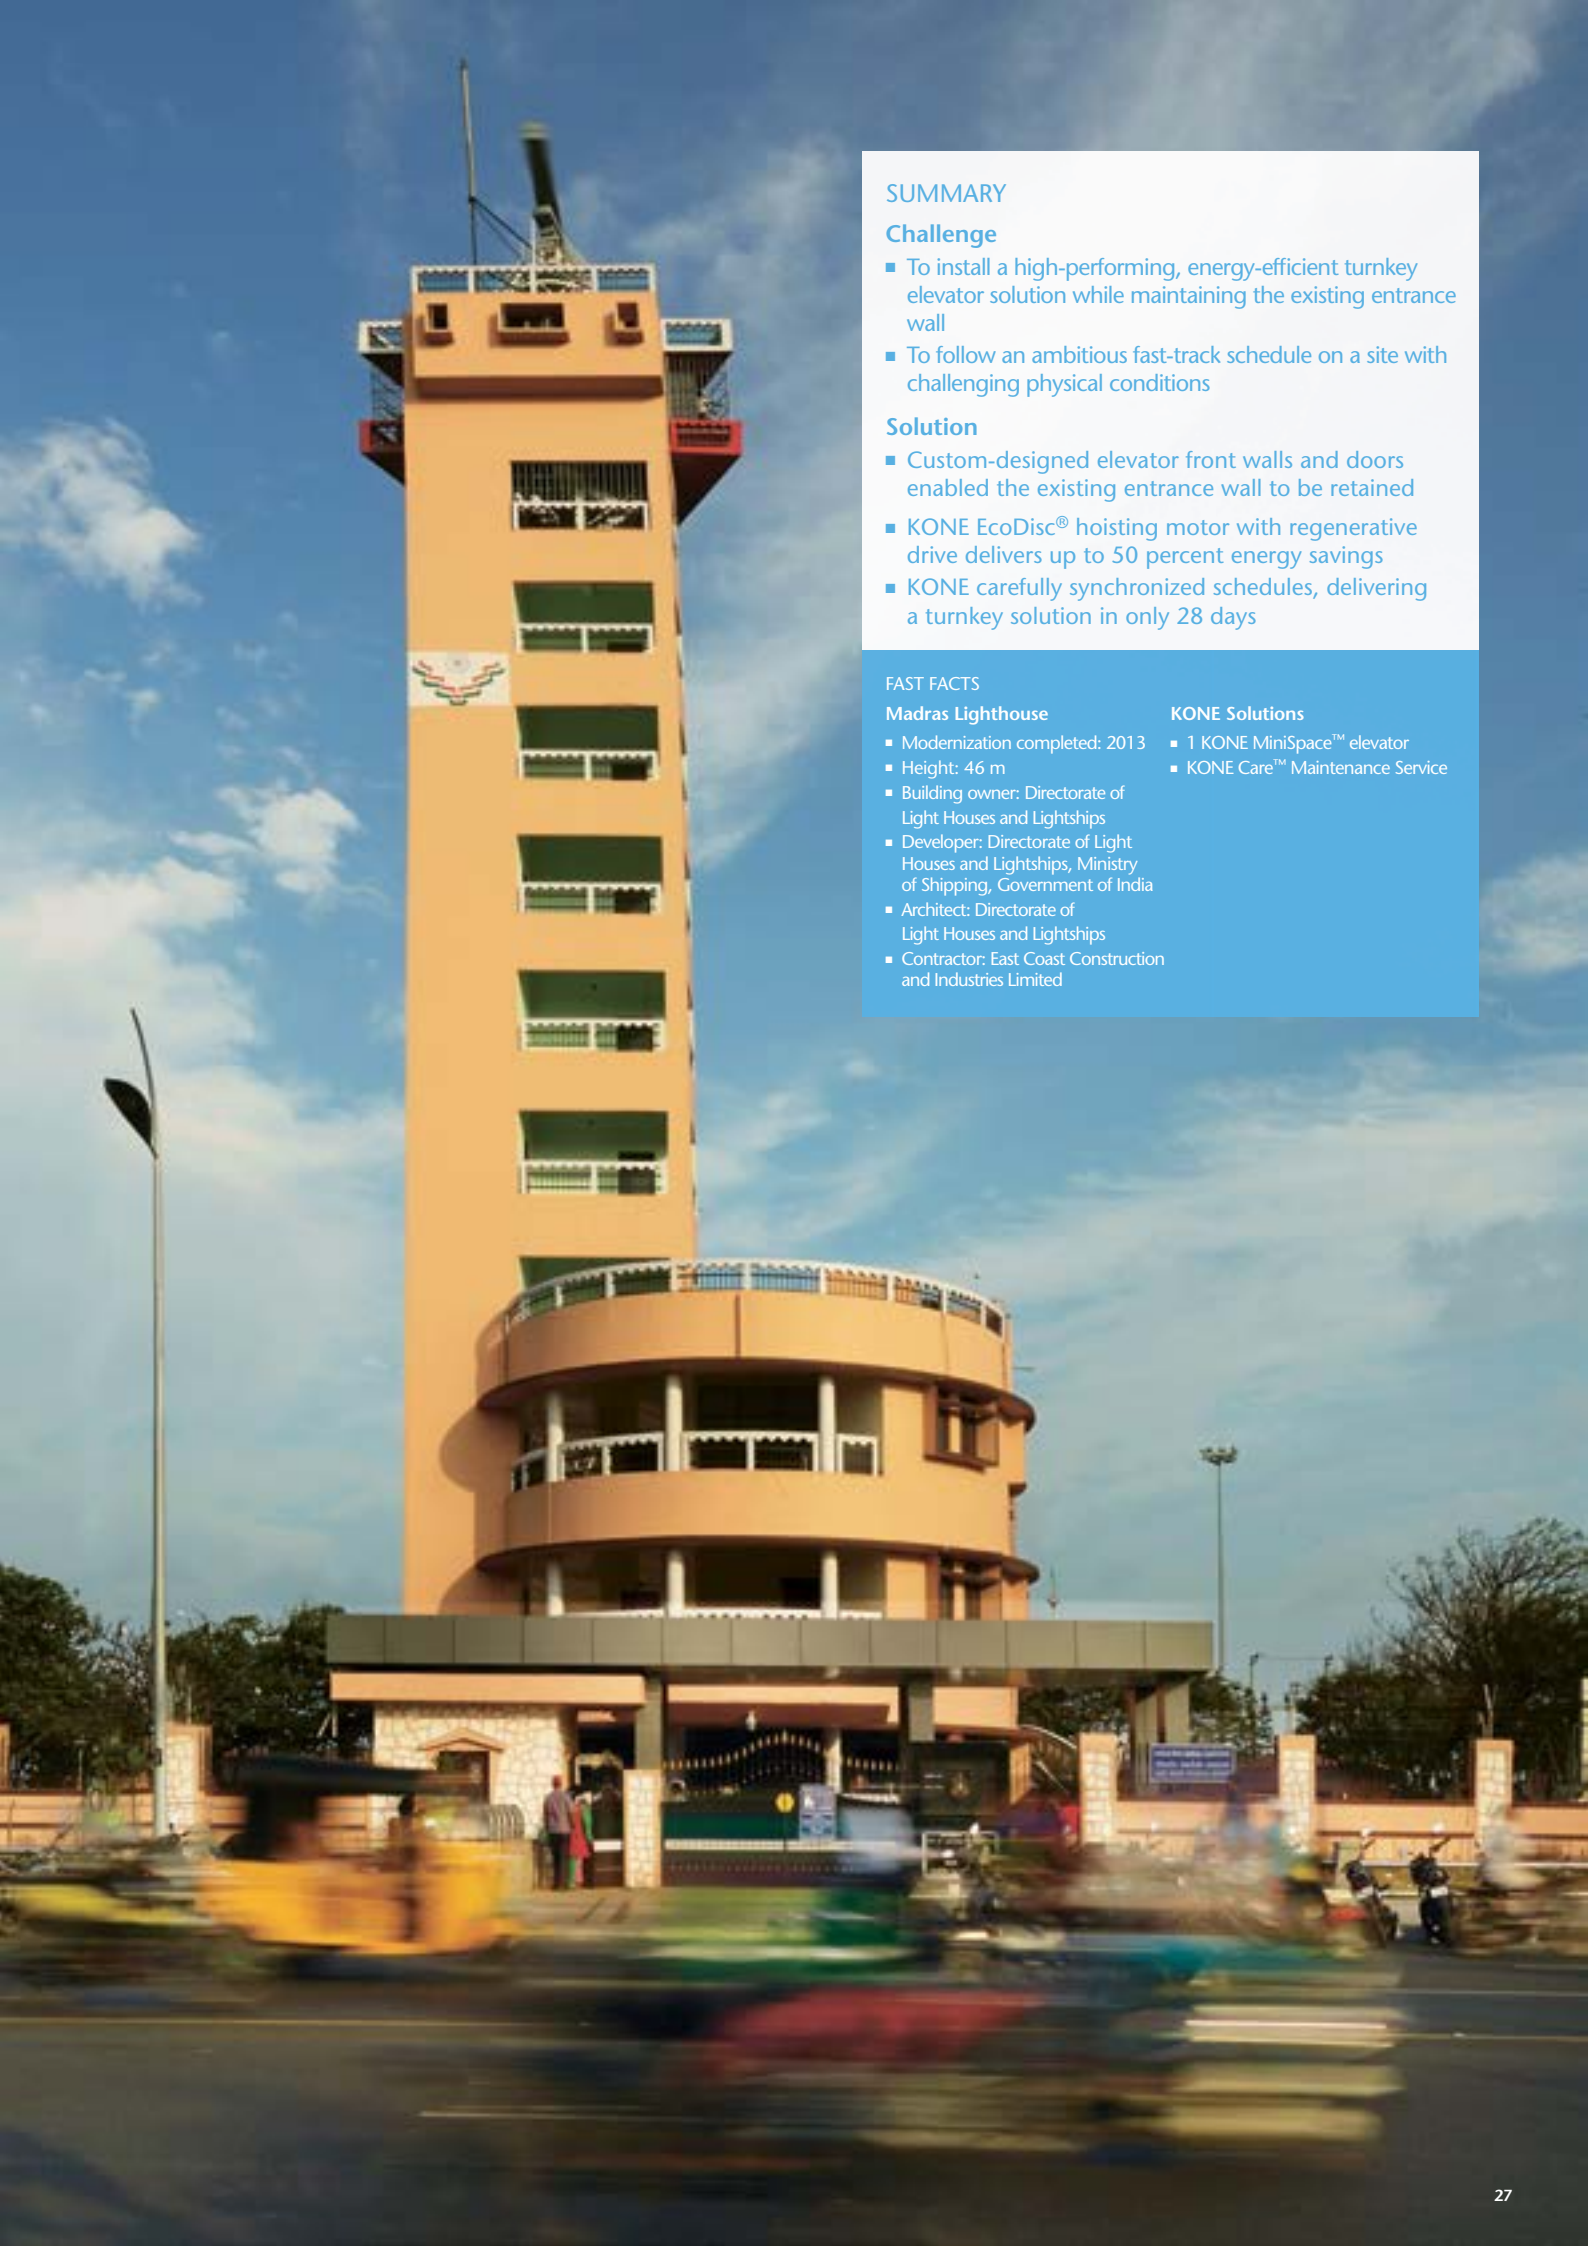 SUMMARY
Challenge
▪ To install a high-performing, energy-efficient turnkey
elevator solution while maintaining the existing entrance
wall
▪ To follow an ambitious fast-track schedule on a site with
challenging physical conditions
Solution
▪ Custom-designed elevator front walls and doors
enabled the existing entrance wall to be retained
▪ KONE EcoDisc® hoisting motor with regenerative
drive delivers up to 50 percent energy savings
▪ KONE carefully synchronized schedules, delivering
a turnkey solution in only 28 days
FAST FACTS
Madras Lighthouse
▪ Modernization completed: 2013
▪ Height: 46 m
▪ Building owner: Directorate of
Light Houses and Lightships
▪ Developer: Directorate of Light
Houses and Lightships, Ministry
of Shipping, Government of India
▪ Architect: Directorate of
Light Houses and Lightships
▪ Contractor: East Coast Construction
and Industries Limited
KONE Solutions
▪ 1 KONE MiniSpace™ elevator
▪ KONE Care™ Maintenance Service
27